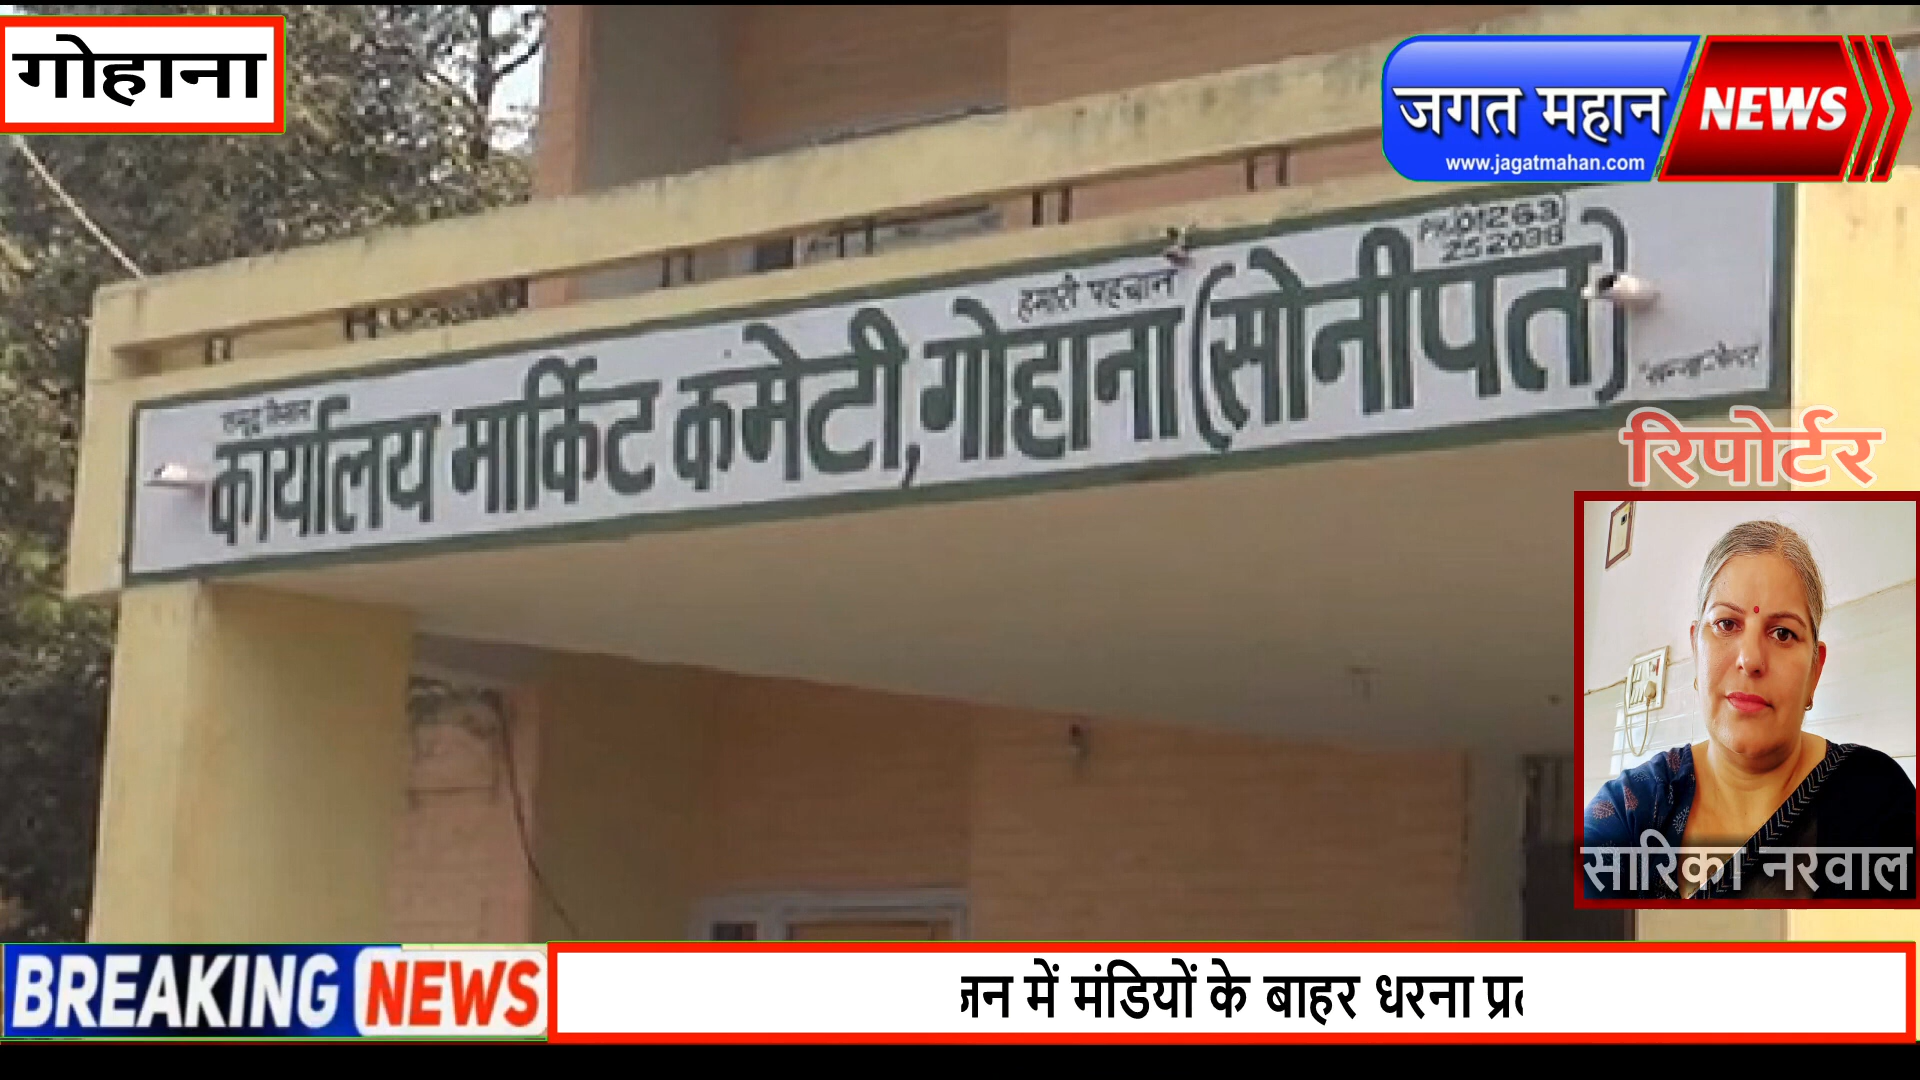 गोहाना
जगत महान NEWS
www.jagatmahan.com
01263
252038
हमारी पहचान
कार्यालय मार्किट कमेटी, गोहाना (सोनीपत)
रिपोर्टर
सारिका नरवाल
BREAKING NEWS
में मंडियों के बाहर धरना